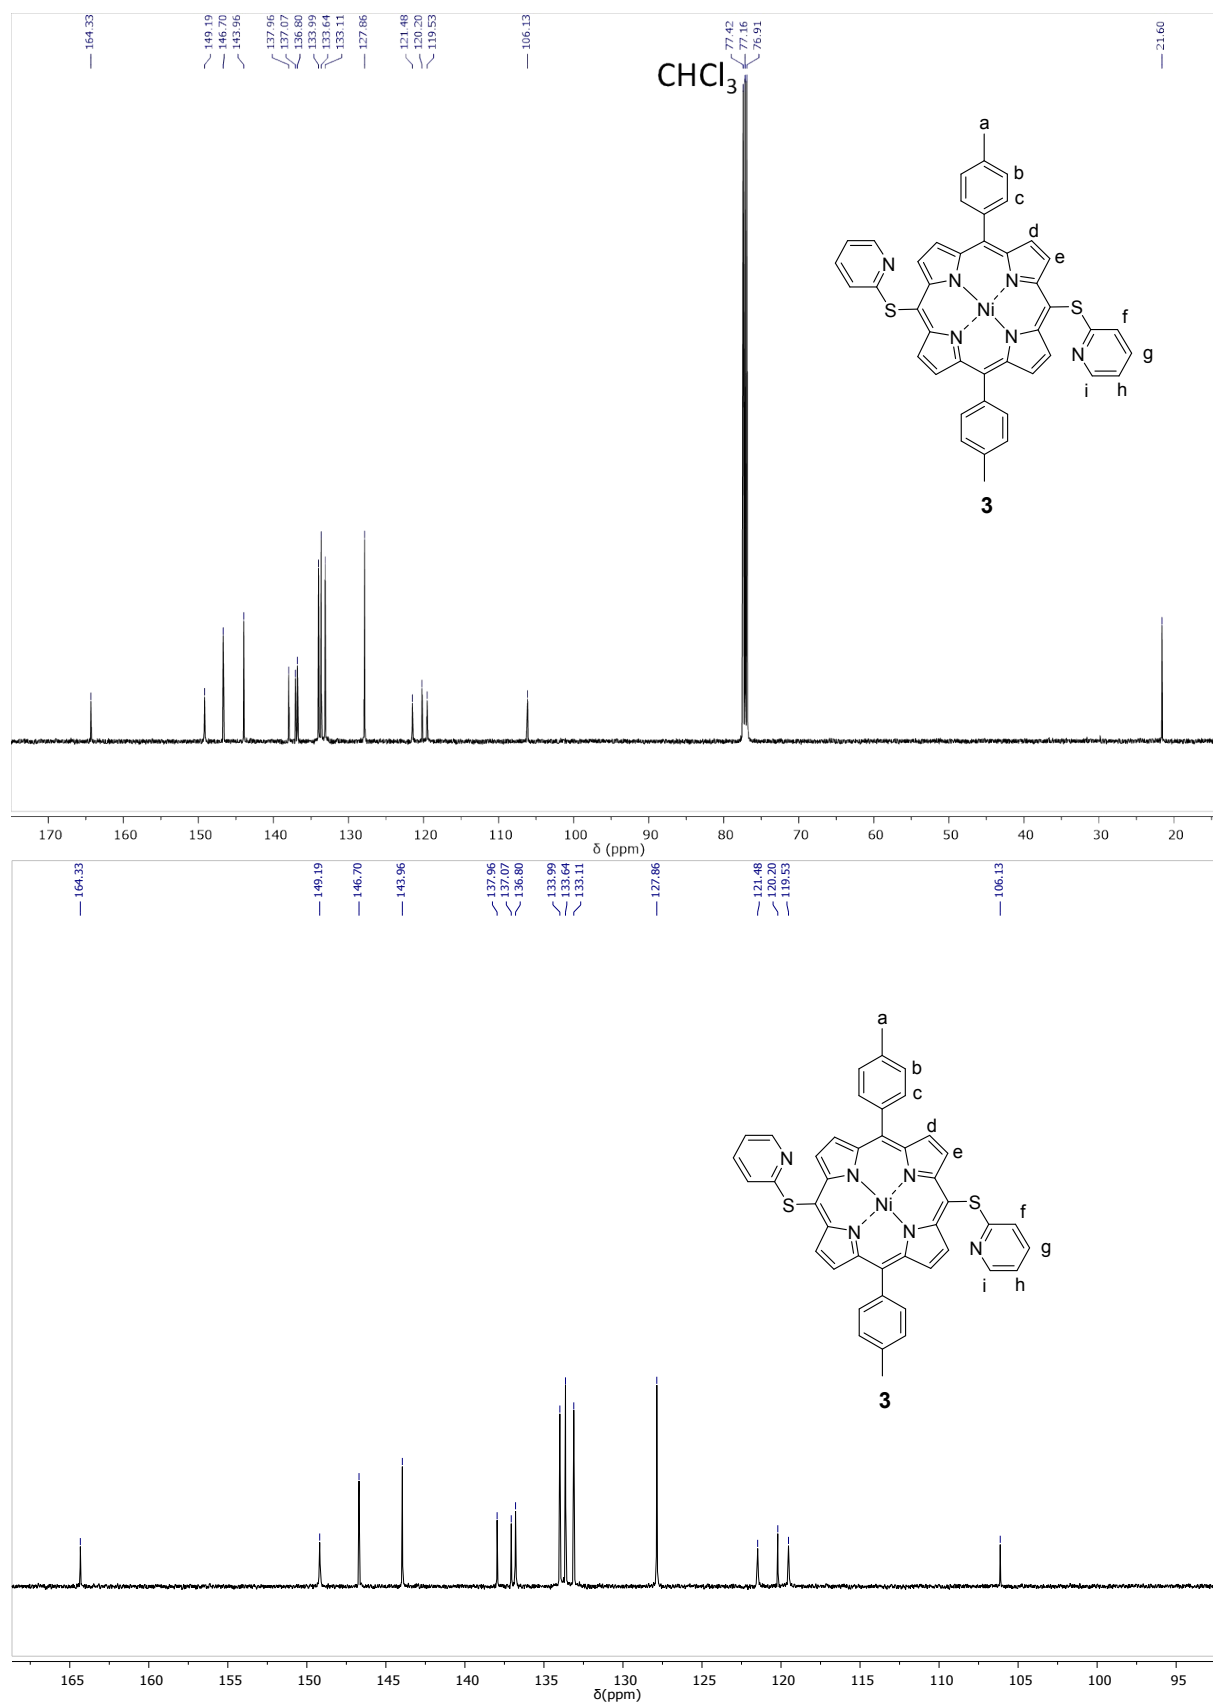 164.33
149.19
146.70
143.96
137.96
137.07
136.80
133.99
133.64
133.11
127.86
121.48
120.20
119.53
106.13
77.42
77.16
76.91
21.60
CHCl3
a
b
c
d
e
N
N
N
S
Ni
S
f
N
N
N
g
i
h
3
170 160 150 140 130 120 110 100 90 80 70 60 50 40 30 20
δ (ppm)
164.33
149.19
146.70
143.96
137.96
137.07
136.80
133.99
133.64
133.11
127.86
121.48
120.20
119.53
106.13
a
b
c
d
e
N
N
N
S
Ni
S
f
N
N
N
g
i
h
3
165 160 155 150 145 140 135 130 125 120 115 110 105 100 95
δ(ppm)